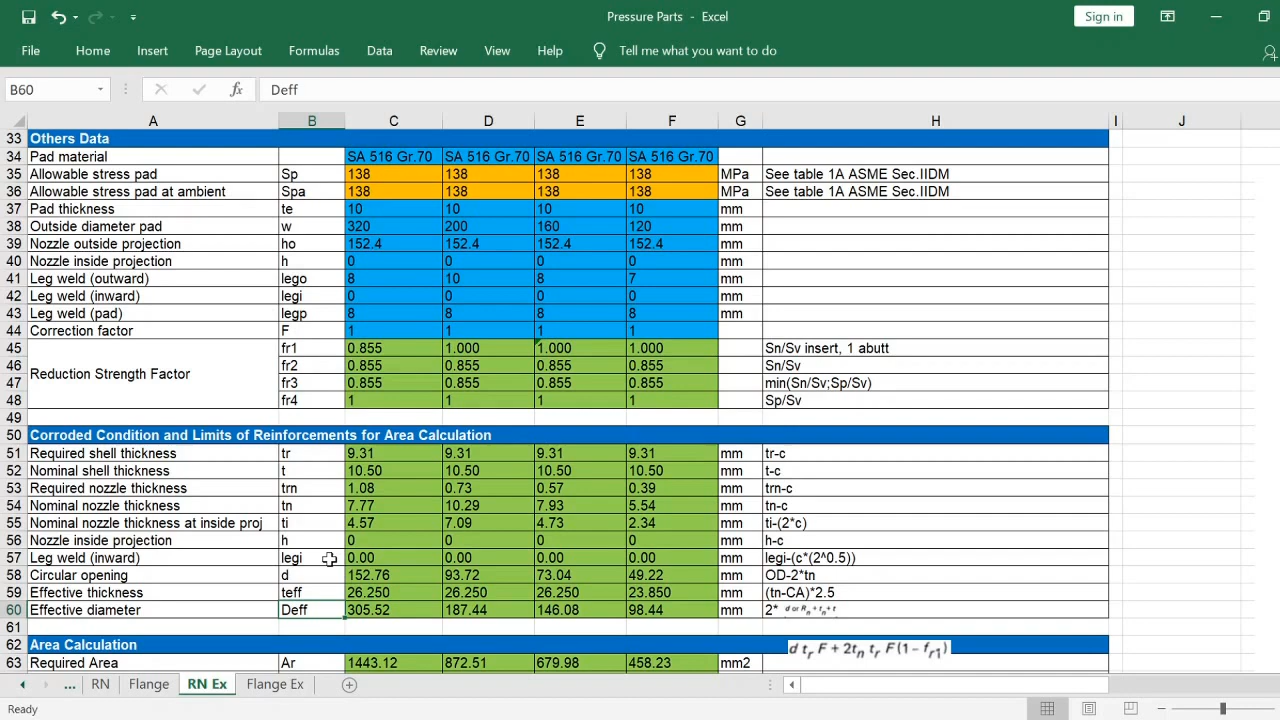 Pressure Parts - Excel
Sign in
File Home Insert Page Layout Formulas Data Review View Help Tell me what you want to do
B60 fx Deff
A B C D E F G H I J
33 Others Data
34 Pad material SA 516 Gr.70 SA 516 Gr.70 SA 516 Gr.70 SA 516 Gr.70
35 Allowable stress pad Sp 138 138 138 138 MPa See table 1A ASME Sec.IIDM
36 Allowable stress pad at ambient Spa 138 138 138 138 MPa See table 1A ASME Sec.IIDM
37 Pad thickness te 10 10 10 10 mm
38 Outside diameter pad w 320 200 160 120 mm
39 Nozzle outside projection ho 152.4 152.4 152.4 152.4 mm
40 Nozzle inside projection h 0 0 0 0 mm
41 Leg weld (outward) lego 8 10 8 7 mm
42 Leg weld (inward) legi 0 0 0 0 mm
43 Leg weld (pad) legp 8 8 8 8 mm
44 Correction factor F 1 1 1 1
45 fr1 0.855 1.000 1.000 1.000 Sn/Sv insert, 1 abutt
46 fr2 0.855 0.855 0.855 0.855 Sn/Sv
Reduction Strength Factor
47 fr3 0.855 0.855 0.855 0.855 min(Sn/Sv;Sp/Sv)
48 fr4 1 1 1 1 Sp/Sv
49
50 Corroded Condition and Limits of Reinforcements for Area Calculation
51 Required shell thickness tr 9.31 9.31 9.31 9.31 mm tr-c
52 Nominal shell thickness t 10.50 10.50 10.50 10.50 mm t-c
53 Required nozzle thickness trn 1.08 0.73 0.57 0.39 mm trn-c
54 Nominal nozzle thickness tn 7.77 10.29 7.93 5.54 mm tn-c
55 Nominal nozzle thickness at inside proj ti 4.57 7.09 4.73 2.34 mm ti-(2*c)
56 Nozzle inside projection h 0 0 0 0 mm h-c
57 Leg weld (inward) legi 0.00 0.00 0.00 0.00 mm legi-(c*(2^0.5))
58 Circular opening d 152.76 93.72 73.04 49.22 mm OD-2*tn
59 Effective thickness teff 26.250 26.250 26.250 23.850 mm (tn-CA)*2.5
60 Effective diameter Deff 305.52 187.44 146.08 98.44 mm 2* d or Rn + tn + t
61
62 Area Calculation
d tr F + 2tn tr F(1 – fr1)
63 Required Area Ar 1443.12 872.51 679.98 458.23 mm2
... RN Flange RN Ex Flange Ex
Ready